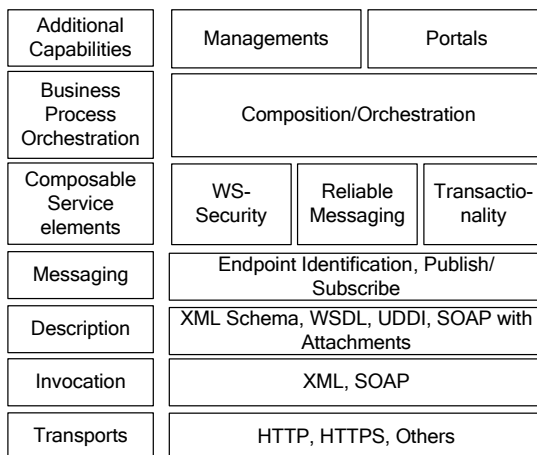 Additional
Capabilities
Managements
Portals
Business
Process
Orchestration
Composition/Orchestration
Composable
Service
elements
WS-
Security
Reliable
Messaging
Transactio-
nality
Messaging
Endpoint Identification, Publish/
Subscribe
Description
XML Schema, WSDL, UDDI, SOAP with
Attachments
Invocation
XML, SOAP
Transports
HTTP, HTTPS, Others